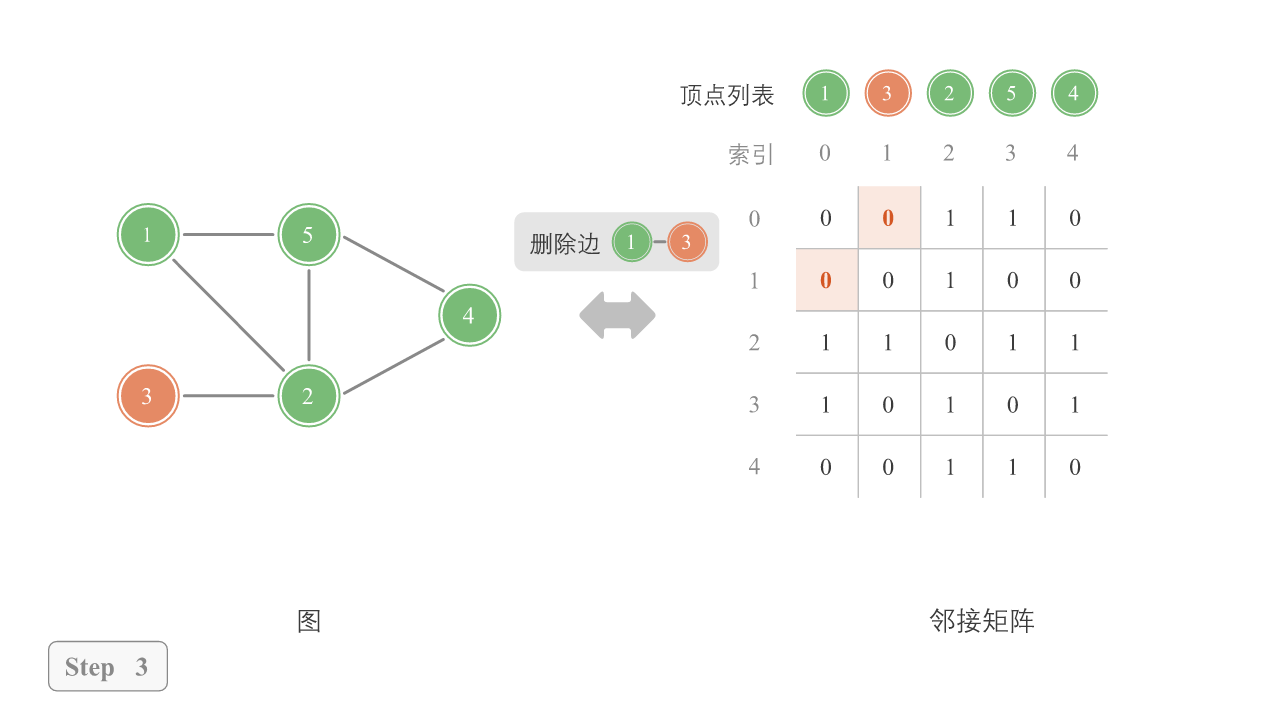 顶点列表 1 3 2 5 4
索引 0 1 2 3 4
0 0 0 1 1 0
1 0 0 1 0 0
2 1 1 0 1 1
3 1 0 1 0 1
4 0 0 1 1 0
1 5
4
3 2
删除边 1 3
图
邻接矩阵
Step 3